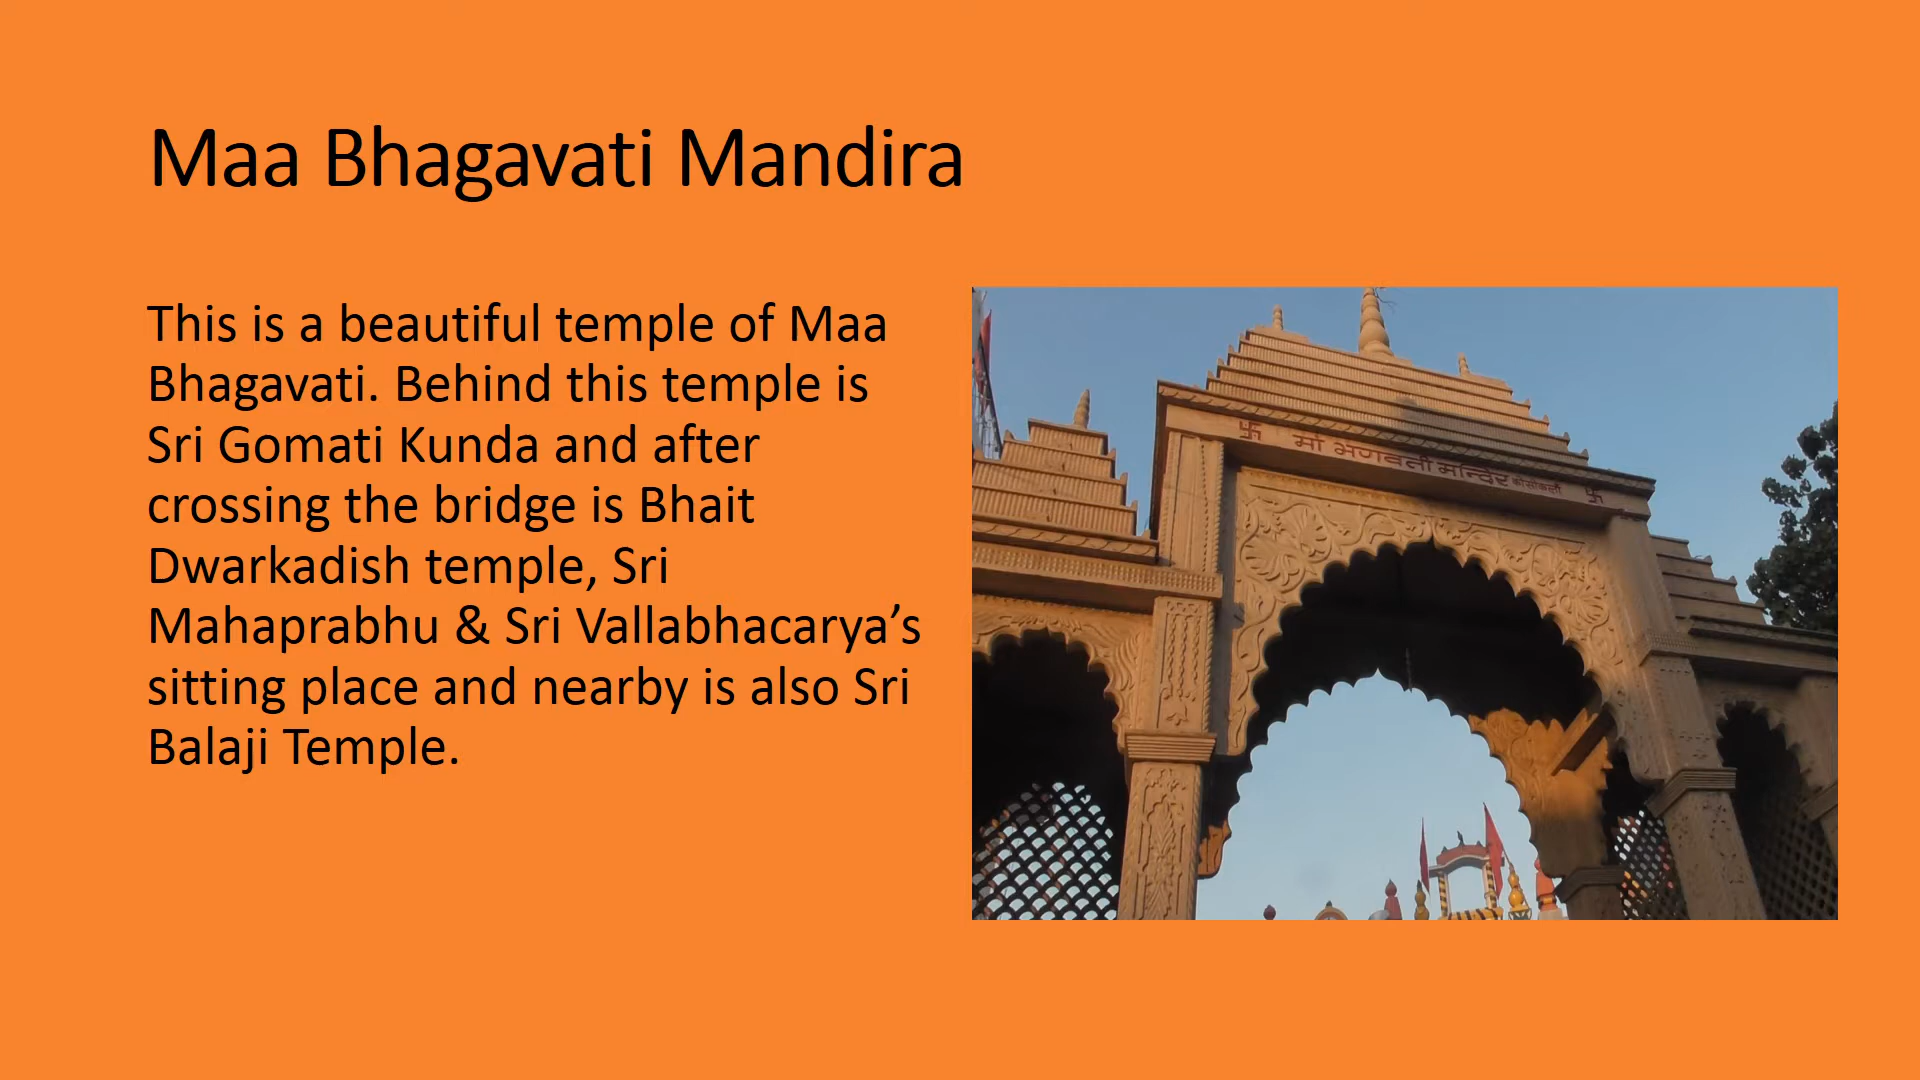 Maa Bhagavati Mandira
This is a beautiful temple of Maa
Bhagavati. Behind this temple is
Sri Gomati Kunda and after
crossing the bridge is Bhait
Dwarkadish temple, Sri
Mahaprabhu & Sri Vallabhacarya’s
sitting place and nearby is also Sri
Balaji Temple.
卐 माँ भगवती मन्दिर कोसीकलाँ 卐